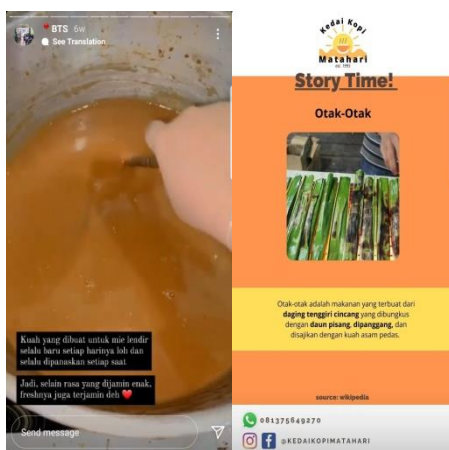 BTS 6w
See Translation
Kuah yang dibuat untuk mie lendir
selalu baru setiap harinya loh dan
selalu dipanaskan setiap saat
Jadi, selain rasa yang dijamin enak,
freshnya juga terjamin deh
Send message
Kedai Kopi
Matahari
Story Time!
Otak-Otak
Otak-otak adalah makanan yang terbuat dari
daging tenggiri cincang yang dibungkus
dengan daun pisang, dipanggang, dan
disajikan dengan kuah asam pedas.
source: wikipedia
081375649270
@KEDAIKOPIMATAHARI